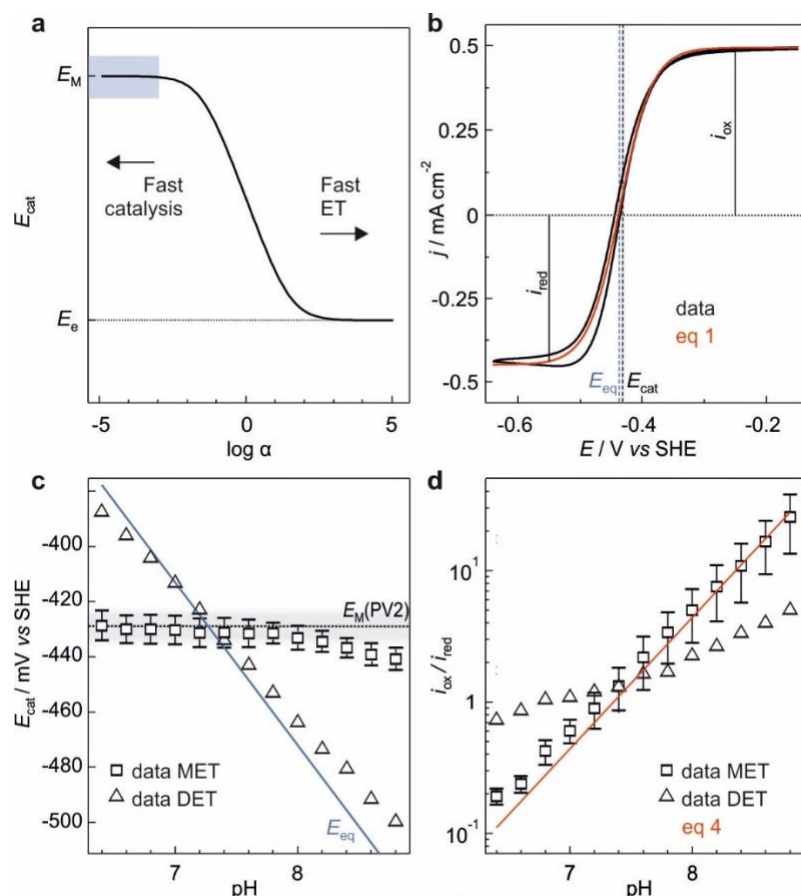 a
E_M
Fast catalysis
Fast ET
E_cat
E_e
-5
0
5
log α
b
0.5
0.25
0
-0.25
-0.5
j / mA cm⁻²
i_ox
i_red
data
eq 1
E_eq
E_cat
-0.6
-0.4
-0.2
E / V vs SHE
c
-400
-420
-440
-460
-480
-500
E_cat / mV vs SHE
E_M(PV2)
data MET
data DET
E_eq
7
8
pH
d
10¹
1
10⁻¹
i_ox / i_red
data MET
data DET
eq 4
7
8
pH